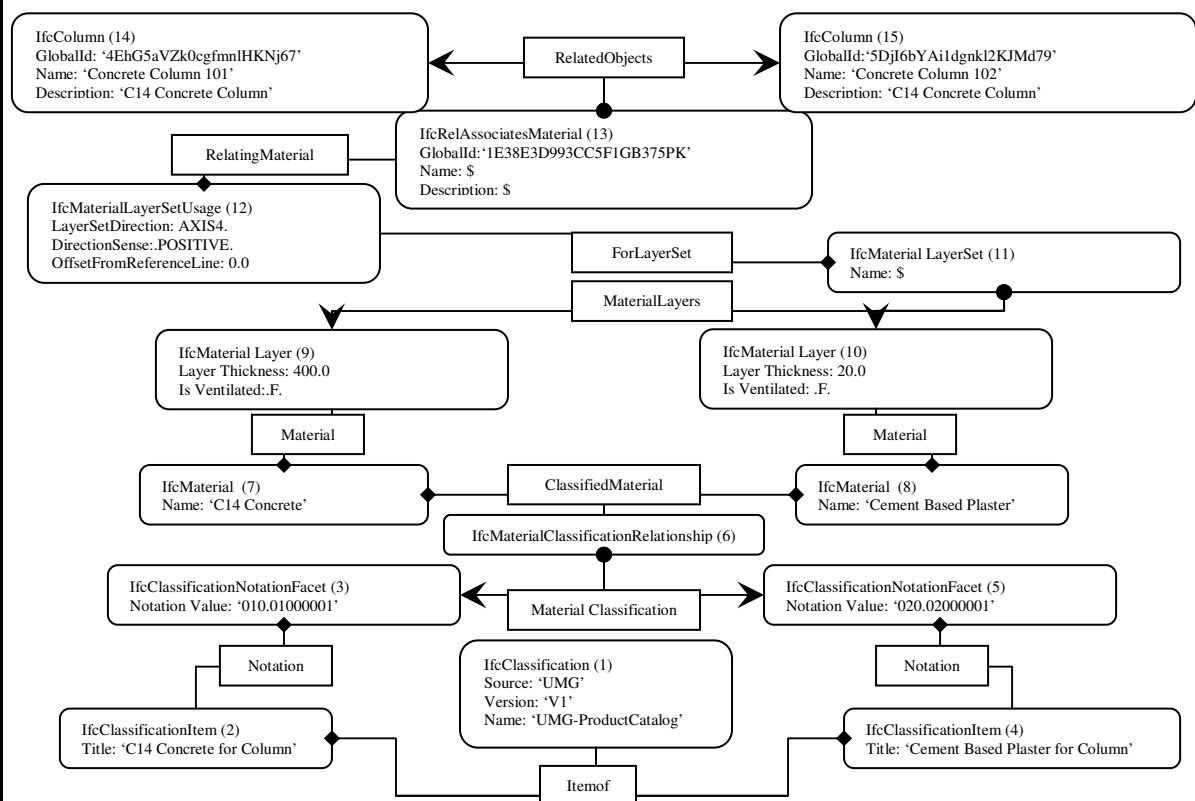 IfcColumn (14)
GlobalId: ‘4EhG5aVZk0cgfmnlHKNj67’
Name: ‘Concrete Column 101’
Description: ‘C14 Concrete Column’
RelatedObjects
IfcColumn (15)
GlobalId:‘5DjI6bYAi1dgnkl2KJMd79’
Name: ‘Concrete Column 102’
Description: ‘C14 Concrete Column’
IfcRelAssociatesMaterial (13)
GlobalId:‘1E38E3D993CC5F1GB375PK’
Name: $
Description: $
RelatingMaterial
IfcMaterialLayerSetUsage (12)
LayerSetDirection: AXIS4.
DirectionSense:.POSITIVE.
OffsetFromReferenceLine: 0.0
ForLayerSet
IfcMaterial LayerSet (11)
Name: $
MaterialLayers
IfcMaterial Layer (9)
Layer Thickness: 400.0
Is Ventilated:.F.
IfcMaterial Layer (10)
Layer Thickness: 20.0
Is Ventilated: .F.
Material
Material
IfcMaterial (7)
Name: ‘C14 Concrete’
ClassifiedMaterial
IfcMaterial (8)
Name: ‘Cement Based Plaster’
IfcMaterialClassificationRelationship (6)
IfcClassificationNotationFacet (3)
Notation Value: ‘010.01000001’
Material Classification
IfcClassificationNotationFacet (5)
Notation Value: ‘020.02000001’
Notation
IfcClassification (1)
Source: ‘UMG’
Version: ‘V1’
Name: ‘UMG-ProductCatalog’
Notation
IfcClassificationItem (2)
Title: ‘C14 Concrete for Column’
IfcClassificationItem (4)
Title: ‘Cement Based Plaster for Column’
Itemof